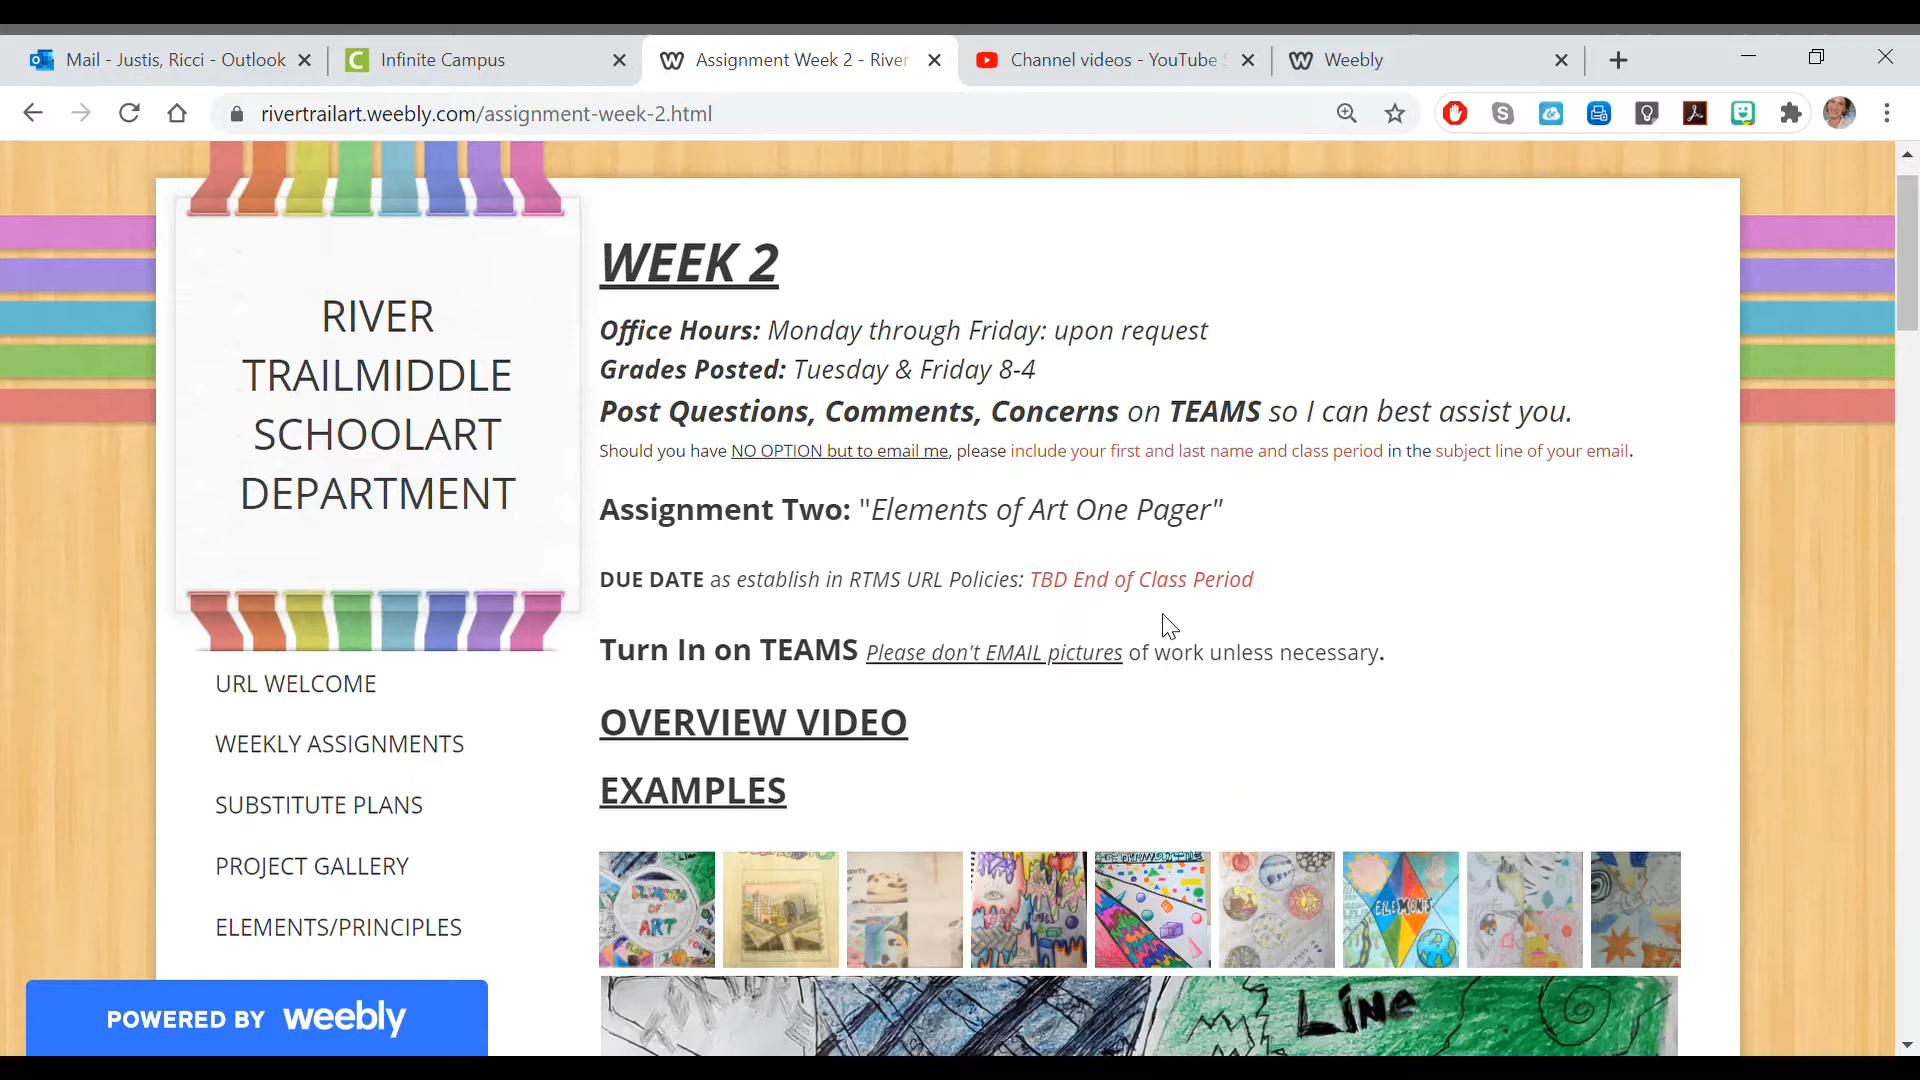 Mail - Justis, Ricci - Outlook
Infinite Campus
Assignment Week 2 - River
Channel videos - YouTube
Weebly
rivertrailart.weebly.com/assignment-week-2.html
RIVER
TRAILMIDDLE
SCHOOLART
DEPARTMENT
URL WELCOME
WEEKLY ASSIGNMENTS
SUBSTITUTE PLANS
PROJECT GALLERY
ELEMENTS/PRINCIPLES
POWERED BY weebly
WEEK 2
Office Hours: Monday through Friday: upon request
Grades Posted: Tuesday & Friday 8-4
Post Questions, Comments, Concerns on TEAMS so I can best assist you.
Should you have NO OPTION but to email me, please include your first and last name and class period in the subject line of your email.
Assignment Two: "Elements of Art One Pager"
DUE DATE as establish in RTMS URL Policies: TBD End of Class Period
Turn In on TEAMS Please don't EMAIL pictures of work unless necessary.
OVERVIEW VIDEO
EXAMPLES
ELEMENTS
OF
ART
ELEMENTS
Line